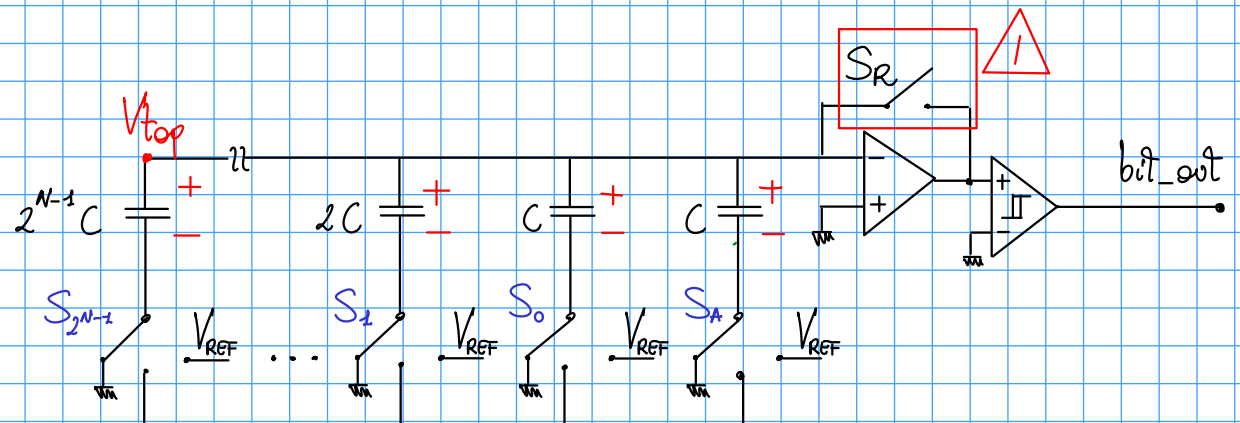 S_R
!
V_top
bit_out
+ + + + − +
2^{N-1} C 2C C C + −
− − − −
S_{2^{N-1}} S_1 S_0 S_A
V_REF V_REF V_REF V_REF
. . .